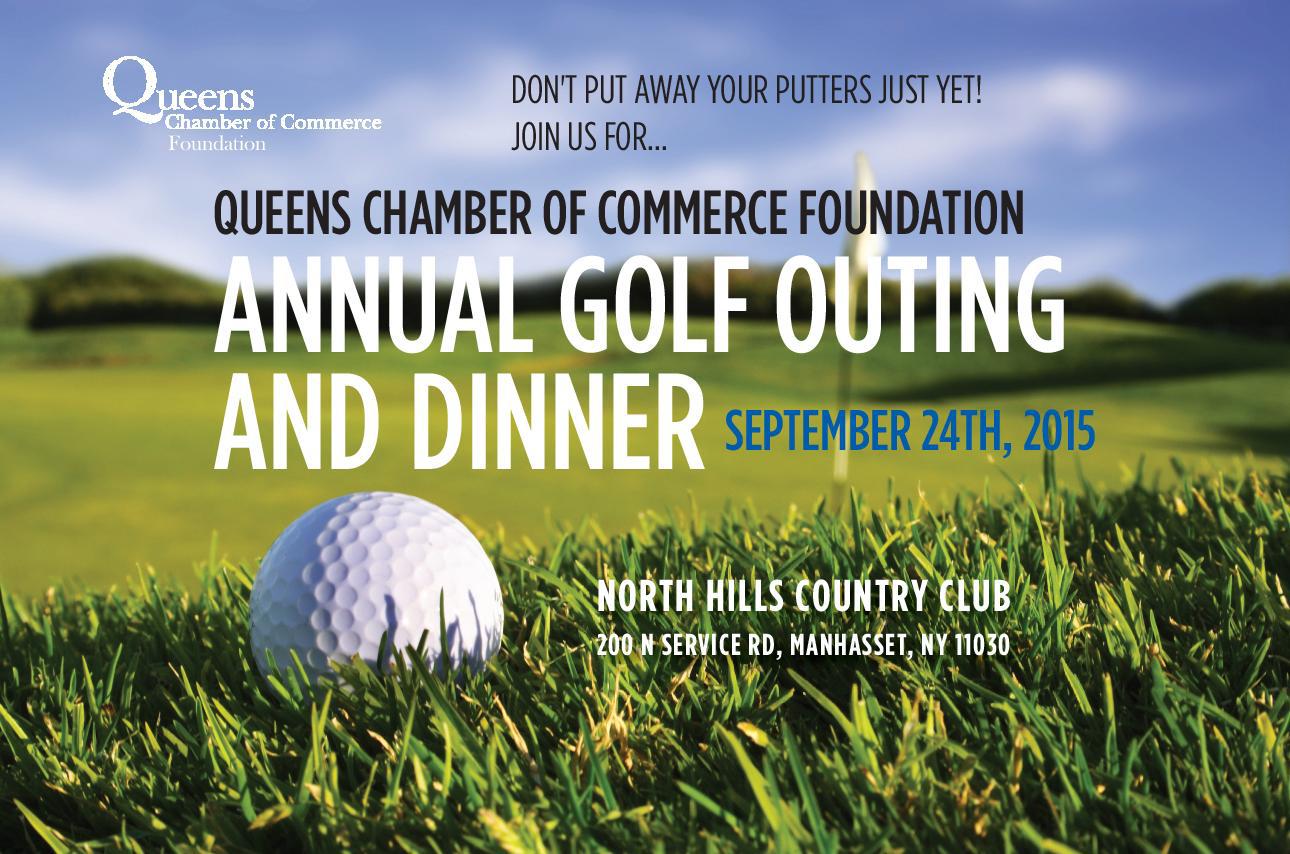 Queens
Chamber of Commerce
Foundation
DON'T PUT AWAY YOUR PUTTERS JUST YET!
JOIN US FOR...
QUEENS CHAMBER OF COMMERCE FOUNDATION
ANNUAL GOLF OUTING
AND DINNER SEPTEMBER 24TH, 2015
NORTH HILLS COUNTRY CLUB
200 N SERVICE RD, MANHASSET, NY 11030